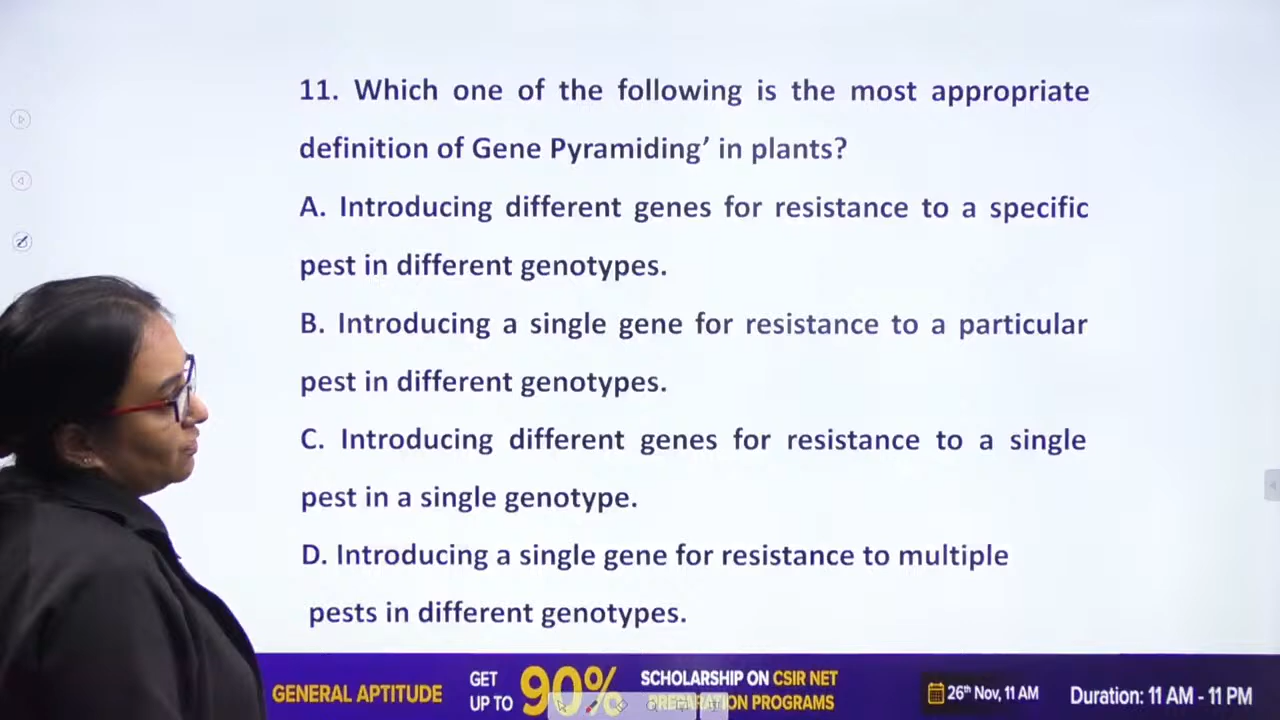 11. Which one of the following is the most appropriate
definition of Gene Pyramiding’ in plants?
A. Introducing different genes for resistance to a specific
pest in different genotypes.
B. Introducing a single gene for resistance to a particular
pest in different genotypes.
C. Introducing different genes for resistance to a single
pest in a single genotype.
D. Introducing a single gene for resistance to multiple
pests in different genotypes.
GENERAL APTITUDE
GET
UP TO
90%
SCHOLARSHIP ON CSIR NET
PREPARATION PROGRAMS
26th Nov, 11 AM
Duration: 11 AM - 11 PM